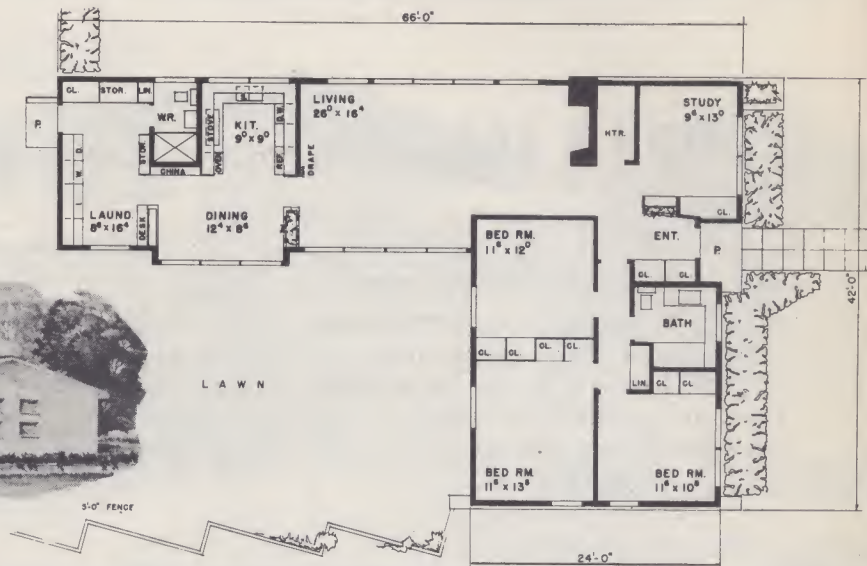 66'-0"
CL. STOR. LIN.
W.R.
P.
STOR.
W. D.
CHINA
LAUND.
8⁶ x 16⁴
DESK
S.
STOVE
KIT.
9⁰ x 9⁰
D.W.
OVEN
REF.
DRAPE
DINING
12⁴ x 8⁶
LIVING
26⁰ x 16⁴
HTR.
STUDY
9⁶ x 13⁰
CL.
ENT.
P.
CL. CL.
BED RM.
11⁶ x 12⁰
BATH
CL. CL. CL. CL.
LIN. CL CL
LAWN
BED RM.
11⁶ x 13⁶
BED RM.
11⁶ x 10⁸
42'-0"
5'-0" FENCE
24'-0"